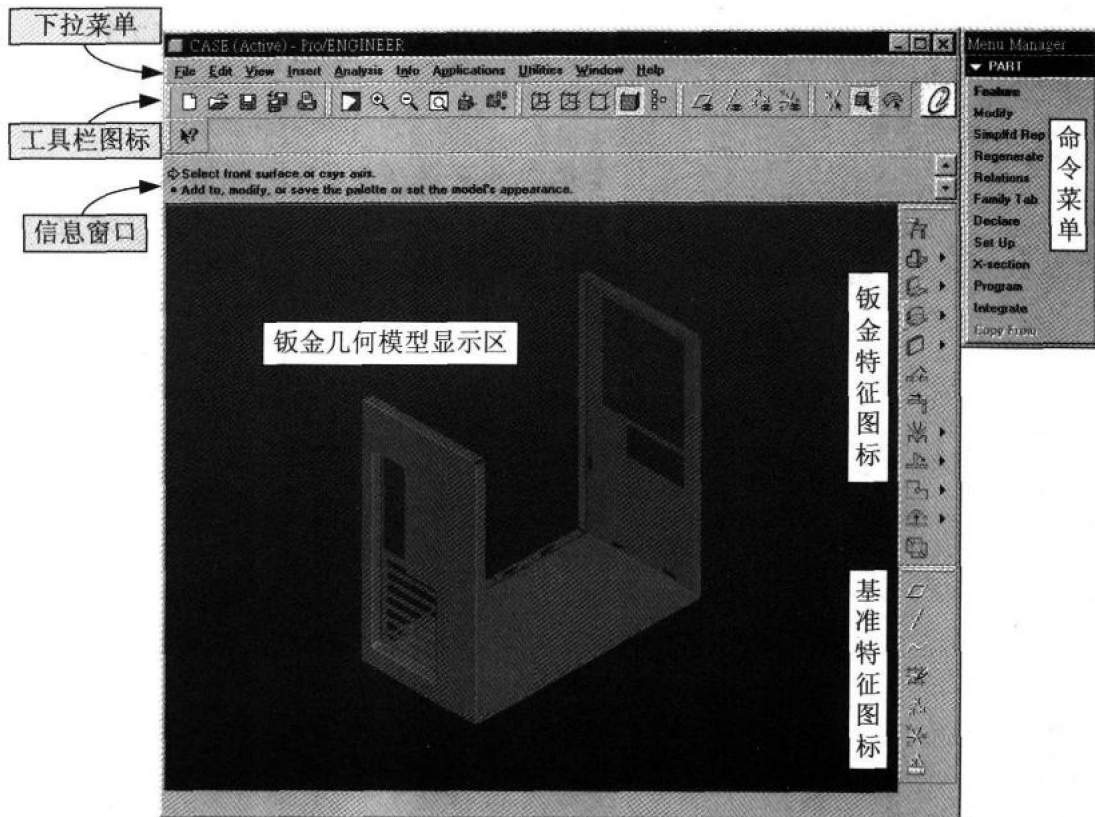 下拉菜单
CASE (Active) - Pro/ENGINEER
File Edit View Insert Analysis Info Applications Utilities Window Help
工具栏图标
Select front surface or csys axis.
Add to, modify, or save the palette or set the model's appearance.
信息窗口
钣金几何模型显示区
钣金特征图标
基准特征图标
Menu Manager
PART
Feature
Modify
Simplfd Rep
Regenerate
Relations
Family Tab
Declare
Set Up
X-section
Program
Integrate
Copy From
命令菜单